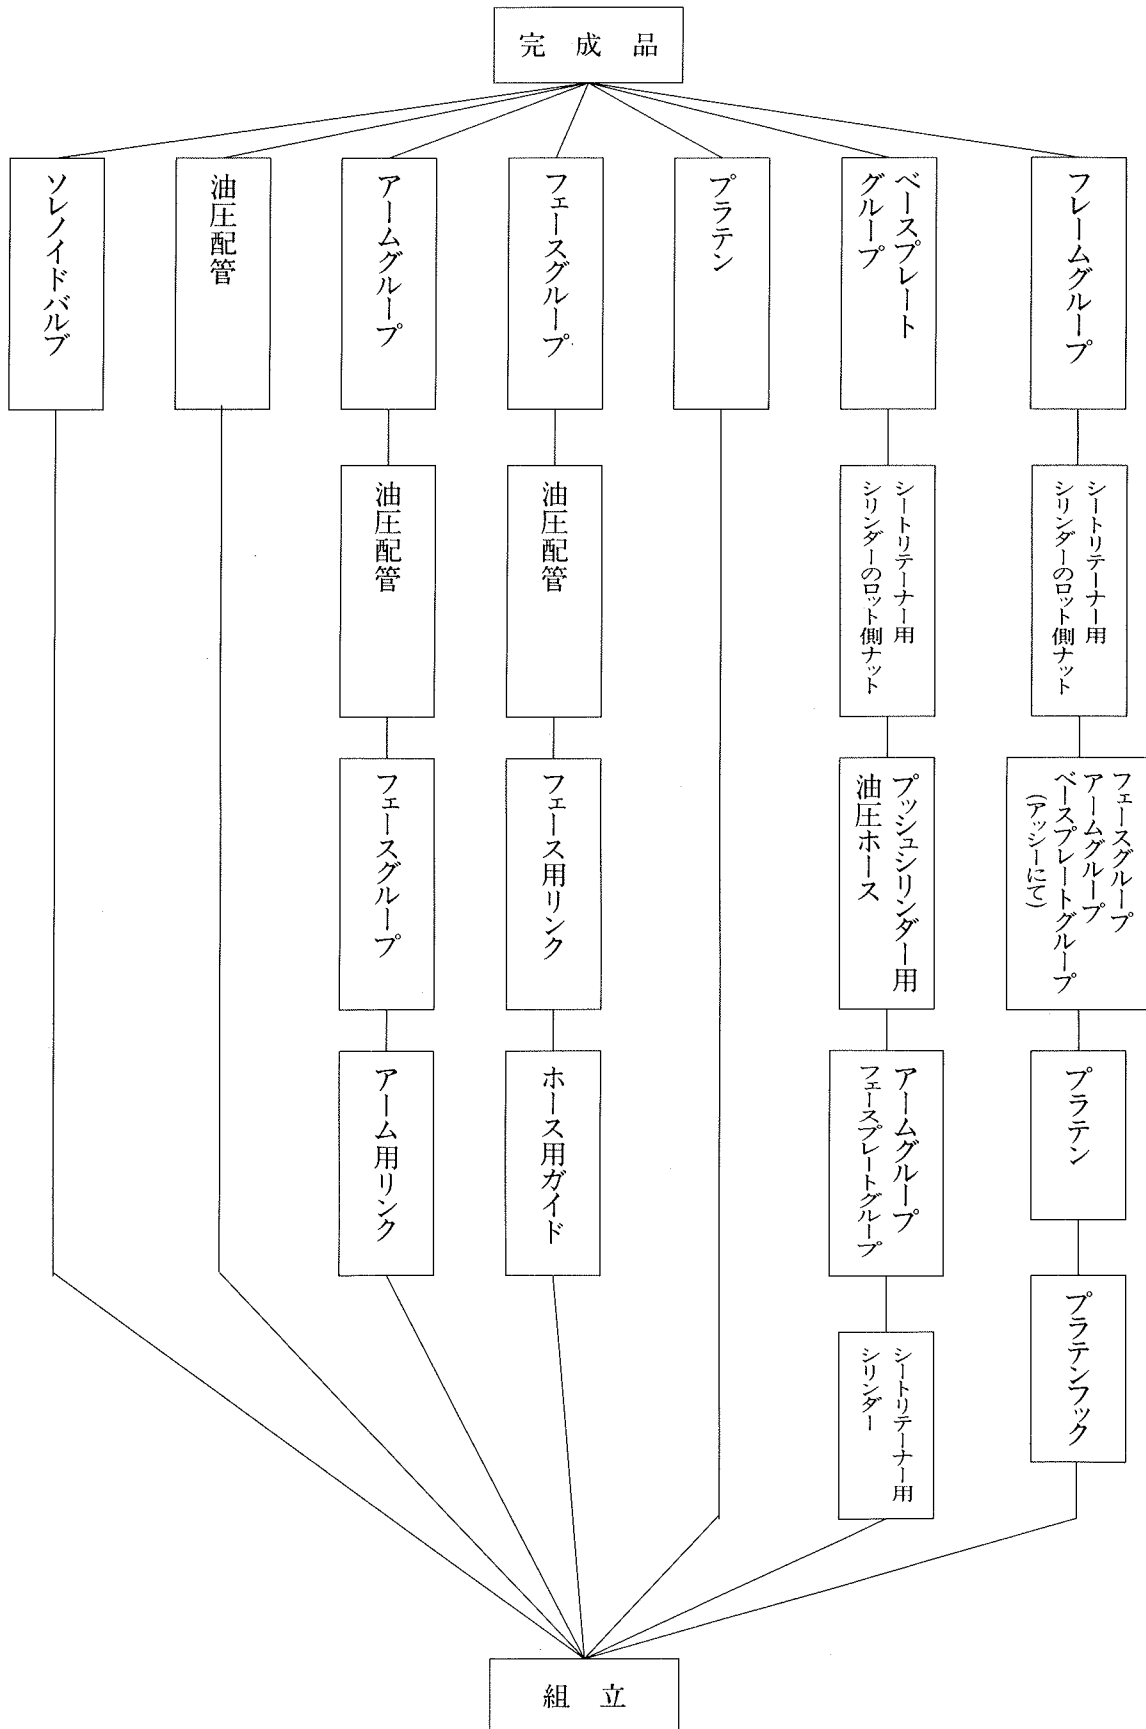 完成品
フレームグループ
シートリテーナー用
シリンダーのロット側ナット
フェースグループ
アームグループ
ベースプレートグループ
(アッシーにて)
プラテン
プラテンフック
ベースプレート
グループ
シートリテーナー用
シリンダーのロット側ナット
プッシュシリンダー用
油圧ホース
アームグループ
フェースプレートグループ
シートリテーナー用
シリンダー
プラテン
フェースグループ
油圧配管
フェース用リンク
ホース用ガイド
アームグループ
油圧配管
フェースグループ
アーム用リンク
油圧配管
ソレノイドバルブ
組立